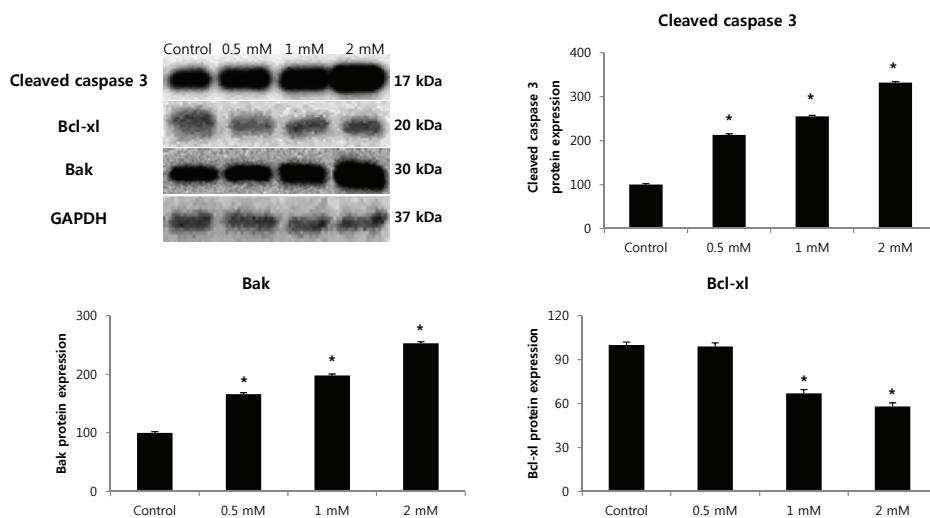 Control 0.5 mM 1 mM 2 mM
Cleaved caspase 3 17 kDa
Bcl-xl 20 kDa
Bak 30 kDa
GAPDH 37 kDa
Cleaved caspase 3
Cleaved caspase 3
protein expression
400
300
200
100
0
*
*
*
Control 0.5 mM 1 mM 2 mM
Bak
Bak protein expression
300
200
100
0
*
*
*
Control 0.5 mM 1 mM 2 mM
Bcl-xl
Bcl-xl protein expression
120
90
60
30
0
*
*
Control 0.5 mM 1 mM 2 mM